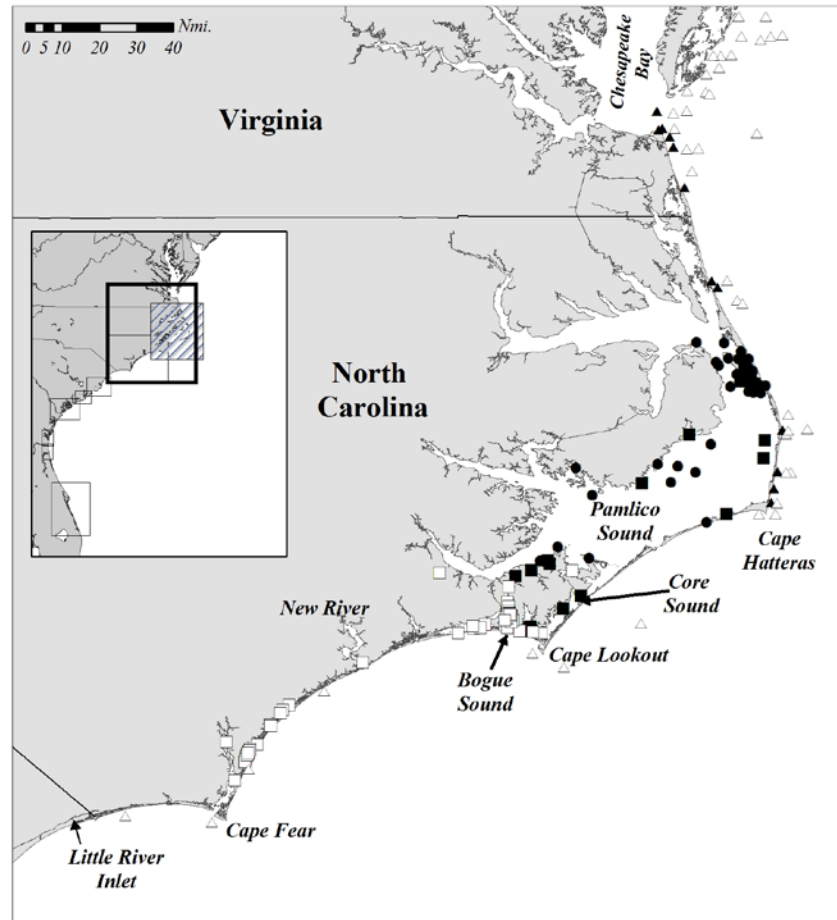 Nmi.
0 5 10 20 30 40
Chesapeake
Bay
Virginia
North
Carolina
Pamlico
Sound
Cape
Hatteras
New River
Core
Sound
Cape Lookout
Bogue
Sound
Cape Fear
Little River
Inlet